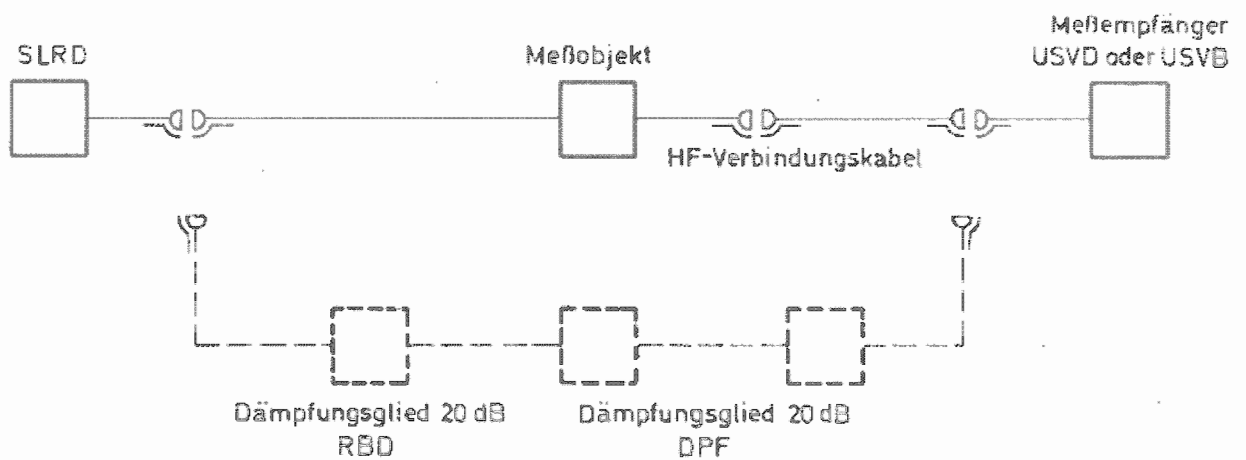 SLRD
Meßobjekt
Meßempfänger
USVD oder USVB
HF-Verbindungskabel
Dämpfungsglied 20 dB
RBD
Dämpfungsglied 20 dB
DPF